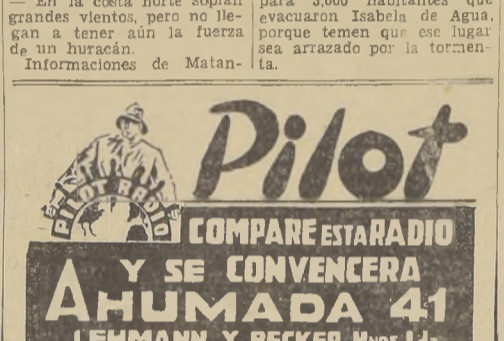 — En la costa norte soplan
grandes vientos, pero no lle-
gan a tener aún la fuerza
de un huracán.
Informaciones de Matan-
para 3,000 habitantes que
evacuaron Isabela de Agua,
porque temen que ese lugar
sea arrazado por la tormen-
ta.
Pilot
PILOT RADIO
COMPARE ESTA RADIO
Y SE CONVENCERA
AHUMADA 41
LEHMANN Y BECKER